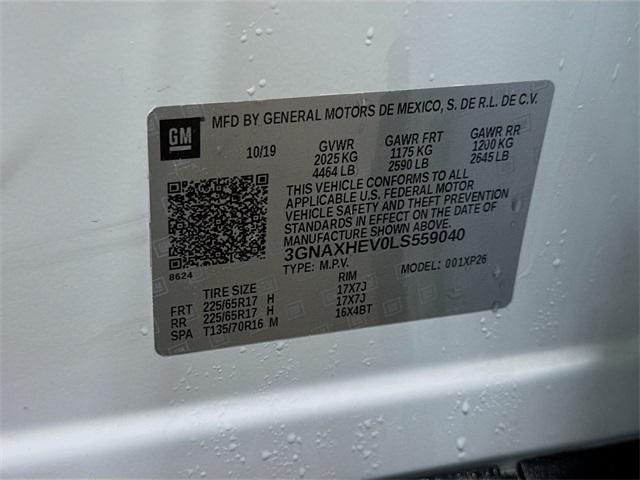 GM
MFD BY GENERAL MOTORS DE MEXICO, S. DE R.L. DE C.V.
10/19 GVWR GAWR FRT GAWR RR
2025 KG 1175 KG 1200 KG
4464 LB 2590 LB 2645 LB
THIS VEHICLE CONFORMS TO ALL
APPLICABLE U.S. FEDERAL MOTOR
VEHICLE SAFETY AND THEFT PREVENTION
STANDARDS IN EFFECT ON THE DATE OF
MANUFACTURE SHOWN ABOVE.
3GNAXHEV0LS559040
8624
TYPE: M.P.V. MODEL: 001XP26
TIRE SIZE RIM
FRT 225/65R17 H 17X7J
RR 225/65R17 H 17X7J
SPA T135/70R16 M 16X4BT